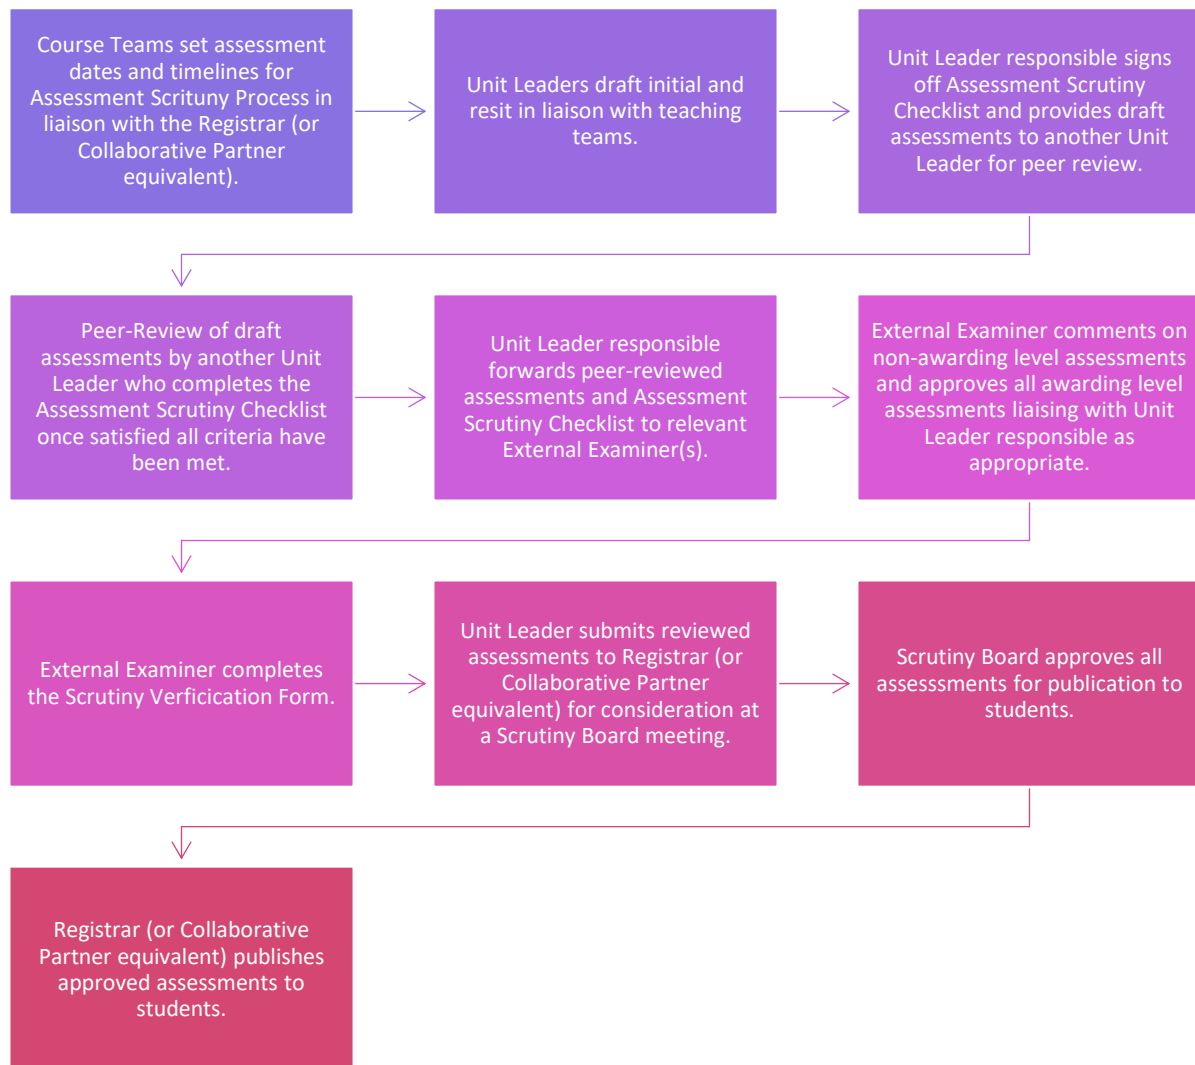 Course Teams set assessment
dates and timelines for
Assessment Scrituny Process in
liaison with the Registrar (or
Collaborative Partner
equivalent).
Unit Leaders draft initial and
resit in liaison with teaching
teams.
Unit Leader responsible signs
off Assessment Scrutiny
Checklist and provides draft
assessments to another Unit
Leader for peer review.
Peer-Review of draft
assessments by another Unit
Leader who completes the
Assessment Scrutiny Checklist
once satisfied all criteria have
been met.
Unit Leader responsible
forwards peer-reviewed
assessments and Assessment
Scrutiny Checklist to relevant
External Examiner(s).
External Examiner comments on
non-awarding level assessments
and approves all awarding level
assessments liaising with Unit
Leader responsible as
appropriate.
External Examiner completes
the Scrutiny Verficication Form.
Unit Leader submits reviewed
assessments to Registrar (or
Collaborative Partner
equivalent) for consideration at
a Scrutiny Board meeting.
Scrutiny Board approves all
assesssments for publication to
students.
Registrar (or Collaborative
Partner equivalent) publishes
approved assessments to
students.